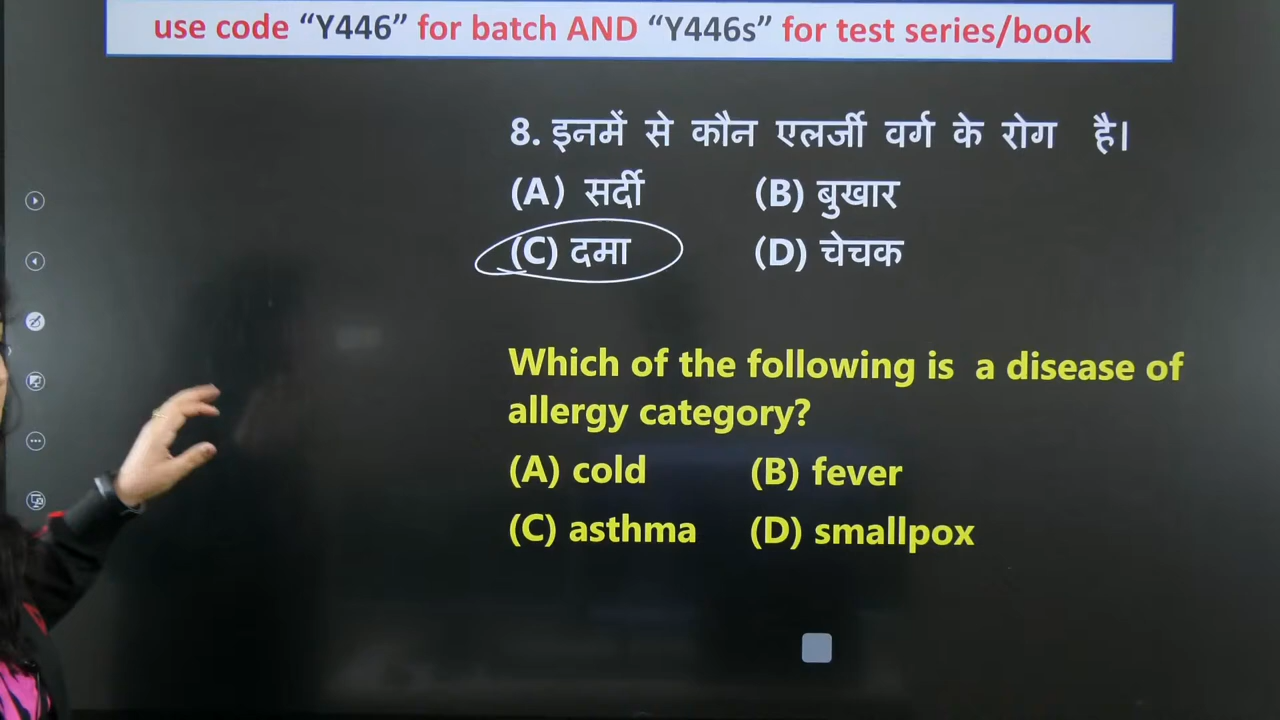 use code “Y446” for batch AND “Y446s” for test series/book
8. इनमें से कौन एलर्जी वर्ग के रोग है।
(A) सर्दी (B) बुखार
(C) दमा (D) चेचक
Which of the following is a disease of
allergy category?
(A) cold (B) fever
(C) asthma (D) smallpox